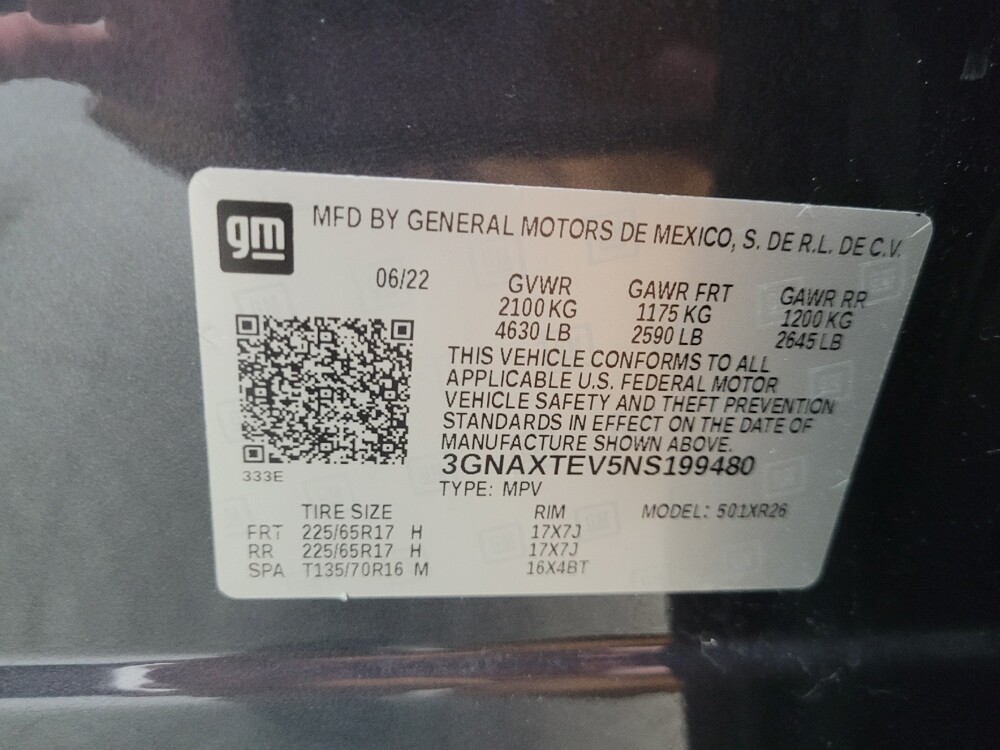 gm
MFD BY GENERAL MOTORS DE MEXICO, S. DE R.L. DE C.V.
06/22
GVWR GAWR FRT GAWR RR
2100 KG 1175 KG 1200 KG
4630 LB 2590 LB 2645 LB
THIS VEHICLE CONFORMS TO ALL
APPLICABLE U.S. FEDERAL MOTOR
VEHICLE SAFETY AND THEFT PREVENTION
STANDARDS IN EFFECT ON THE DATE OF
MANUFACTURE SHOWN ABOVE.
3GNAXTEV5NS199480
333E
TYPE: MPV
TIRE SIZE RIM MODEL: 501XR26
FRT 225/65R17 H 17X7J
RR 225/65R17 H 17X7J
SPA T135/70R16 M 16X4BT